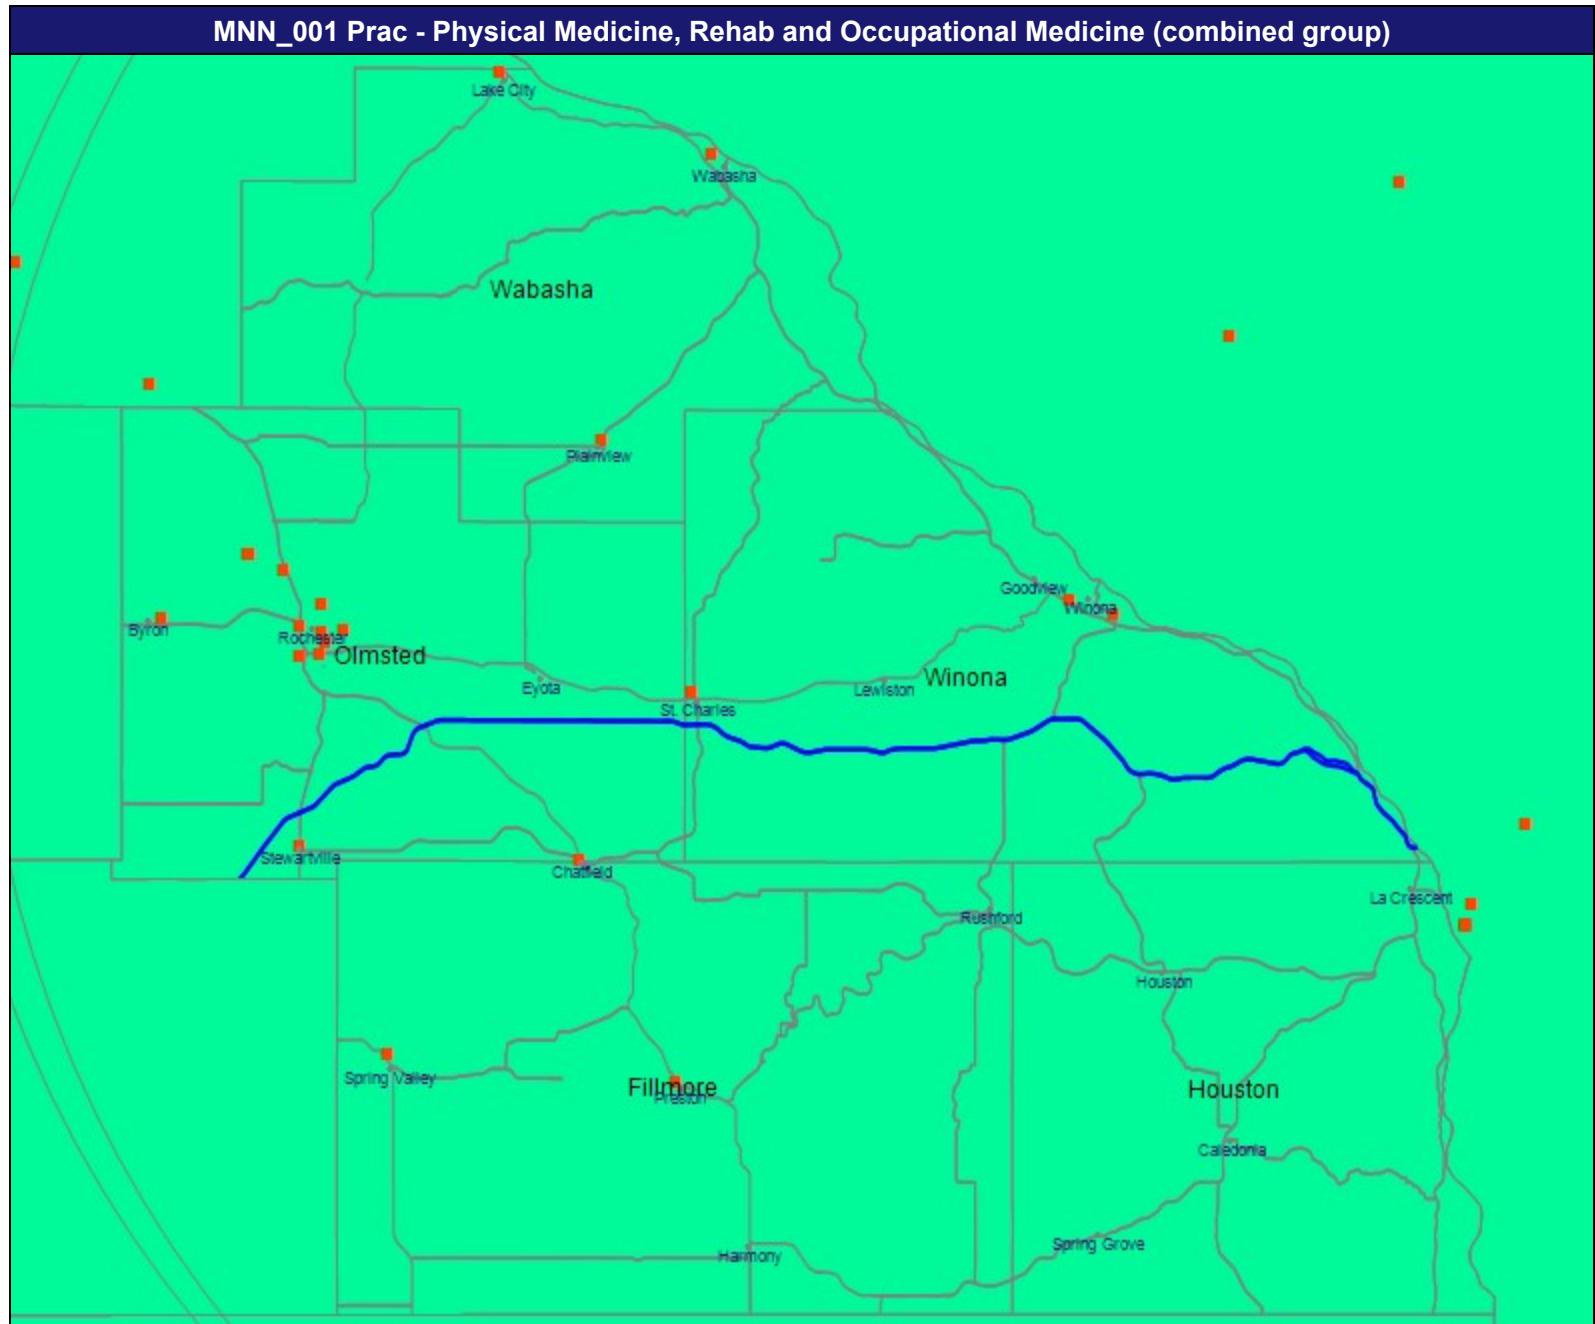 MNN_001 Prac - Physical Medicine, Rehab and Occupational Medicine (combined group)
Lake City
Wabasha
Wabasha
Plainview
Goodview
Winona
Byron
Rochester
Olmsted
Eyota
St. Charles
Lewiston
Winona
Stewartville
Chatfield
La Crescent
Rushford
Houston
Spring Valley
Fillmore
Preston
Houston
Caledonia
Harmony
Spring Grove